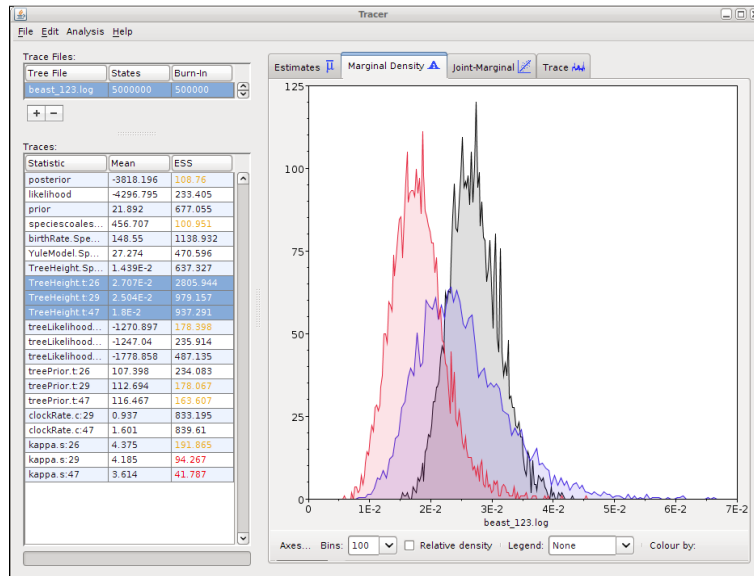 Tracer
File Edit Analysis Help
Trace Files:
Tree File States Burn-In
beast_123.log 5000000 500000
+ −
Traces:
Statistic Mean ESS
posterior -3818.196 108.76
likelihood -4296.795 233.405
prior 21.892 677.055
speciescoales... 456.707 100.951
birthRate.Spe... 148.55 1138.932
YuleModel.Sp... 27.274 470.596
TreeHeight.Sp... 1.439E-2 637.327
TreeHeight.t:26 2.707E-2 2805.944
TreeHeight.t:29 2.504E-2 979.157
TreeHeight.t:47 1.8E-2 937.291
treeLikelihood... -1270.897 178.398
treeLikelihood... -1247.04 235.914
treeLikelihood... -1778.858 487.135
treePrior.t:26 107.398 234.083
treePrior.t:29 112.694 178.067
treePrior.t:47 116.467 163.607
clockRate.c:29 0.937 833.195
clockRate.c:47 1.601 839.61
kappa.s:26 4.375 191.865
kappa.s:29 4.185 94.267
kappa.s:47 3.614 41.787
Estimates μ Marginal Density Joint-Marginal Trace
125
100
75
50
25
0
0 1E-2 2E-2 3E-2 4E-2 5E-2 6E-2 7E-2
beast_123.log
Axes... Bins: 100 Relative density Legend: None Colour by: